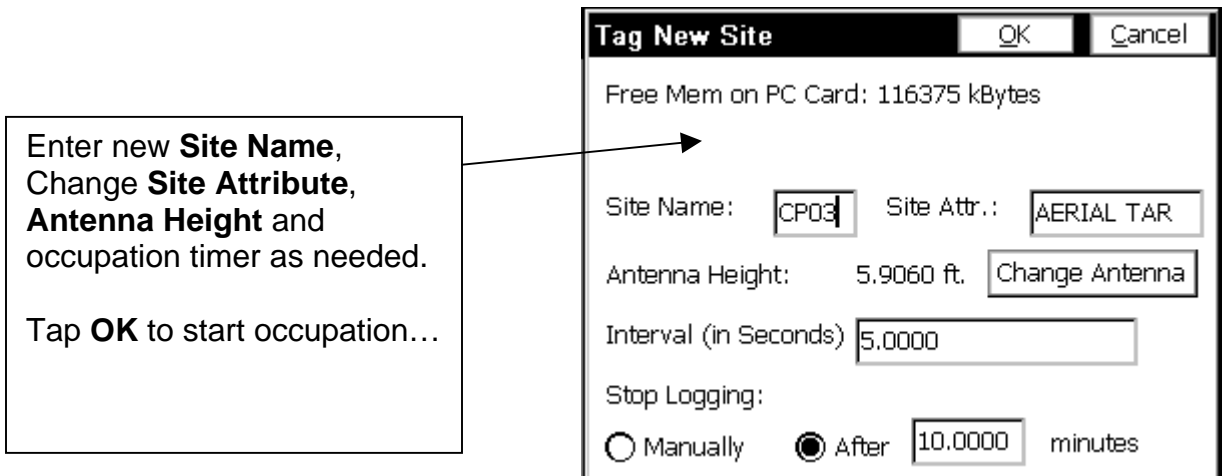 Enter new Site Name,
Change Site Attribute,
Antenna Height and
occupation timer as needed.
Tap OK to start occupation…
Tag New Site OK Cancel
Free Mem on PC Card: 116375 kBytes
Site Name: CP03 Site Attr.: AERIAL TAR
Antenna Height: 5.9060 ft. Change Antenna
Interval (in Seconds) 5.0000
Stop Logging:
Manually After 10.0000 minutes